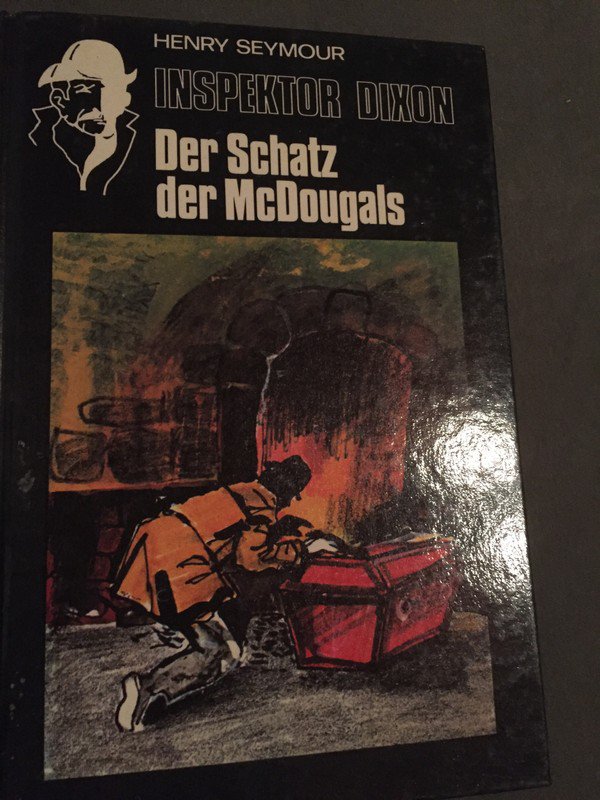 HENRY SEYMOUR
INSPEKTOR DIXON
Der Schatz
der McDougals